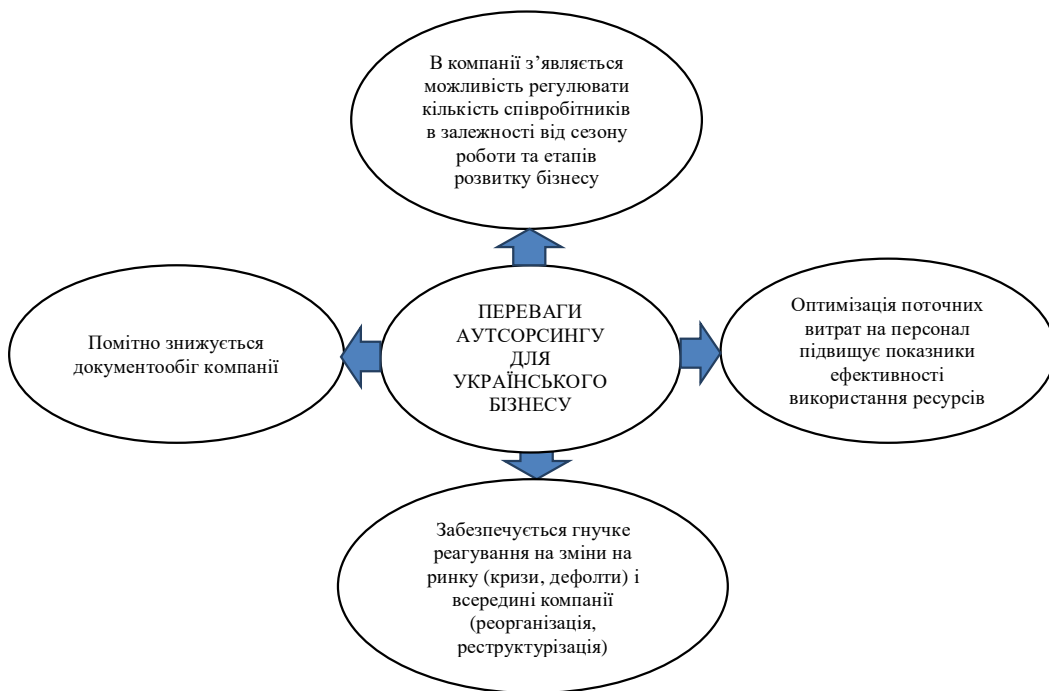 В компанії з’являється
можливість регулювати
кількість співробітників
в залежності від сезону
роботи та етапів
розвитку бізнесу
Помітно знижується
документообіг компанії
ПЕРЕВАГИ
АУТСОРСИНГУ
ДЛЯ
УКРАЇНСЬКОГО
БІЗНЕСУ
Оптимізація поточних
витрат на персонал
підвищує показники
ефективності
використання ресурсів
Забезпечується гнучке
реагування на зміни на
ринку (кризи, дефолти) і
всередині компанії
(реорганізація,
реструктурізація)